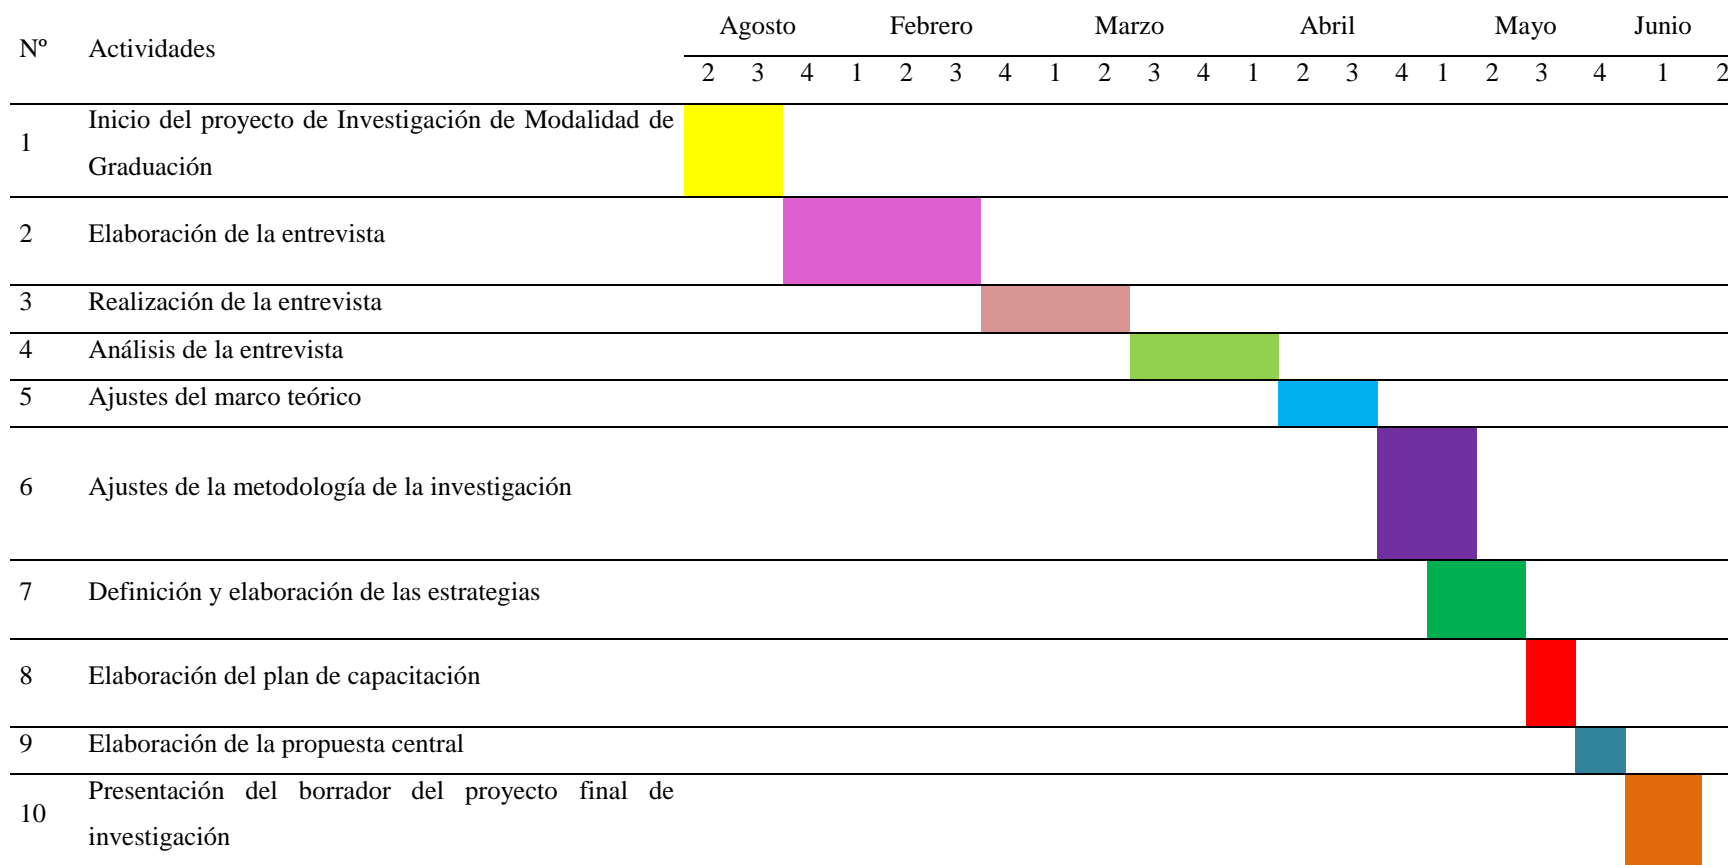 Nº Actividades Agosto Febrero Marzo Abril Mayo Junio
2 3 4 1 2 3 4 1 2 3 4 1 2 3 4 1 2 3 4 1 2
1 Inicio del proyecto de Investigación de Modalidad de
Graduación
2 Elaboración de la entrevista
3 Realización de la entrevista
4 Análisis de la entrevista
5 Ajustes del marco teórico
6 Ajustes de la metodología de la investigación
7 Definición y elaboración de las estrategias
8 Elaboración del plan de capacitación
9 Elaboración de la propuesta central
10 Presentación del borrador del proyecto final de
investigación